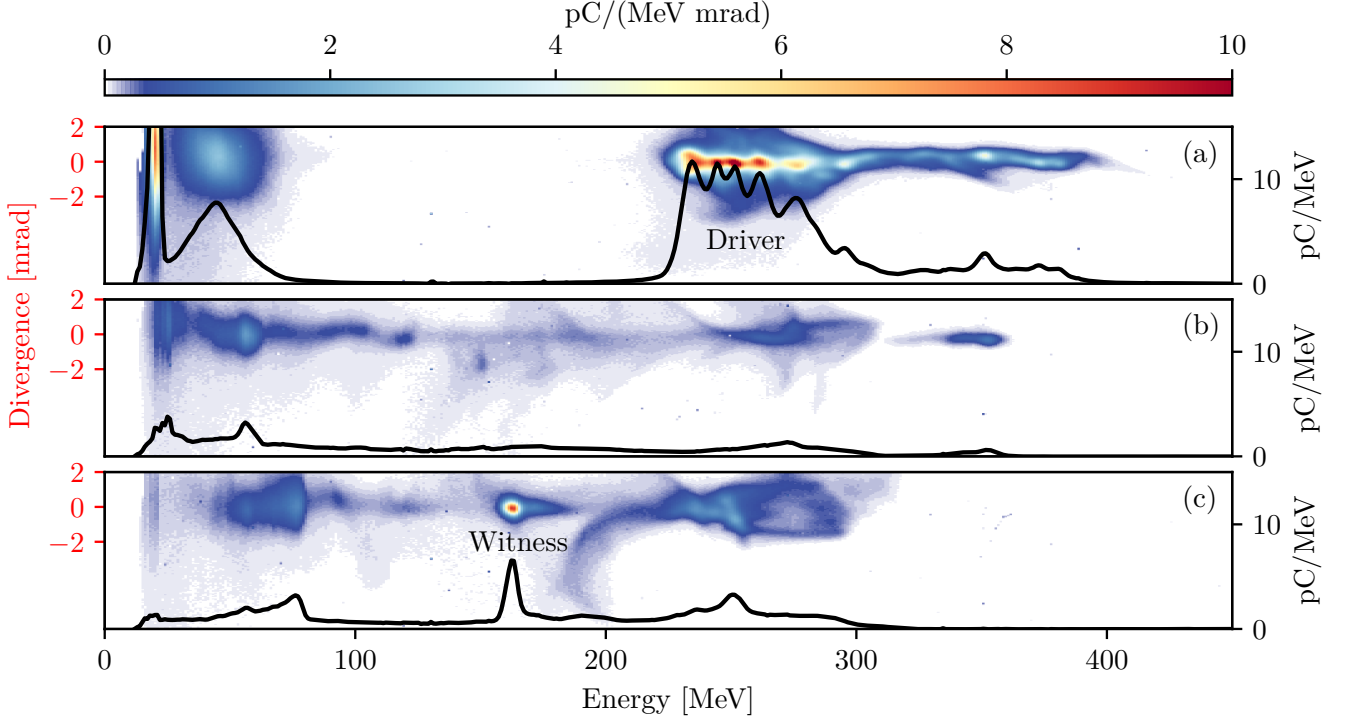 pC/(MeV mrad)
0 2 4 6 8 10
2
0
−2
(a)
10
0
pC/MeV
Driver
Divergence [mrad]
2
0
−2
(b)
10
0
pC/MeV
2
0
−2
(c)
10
0
pC/MeV
Witness
0 100 200 300 400
Energy [MeV]